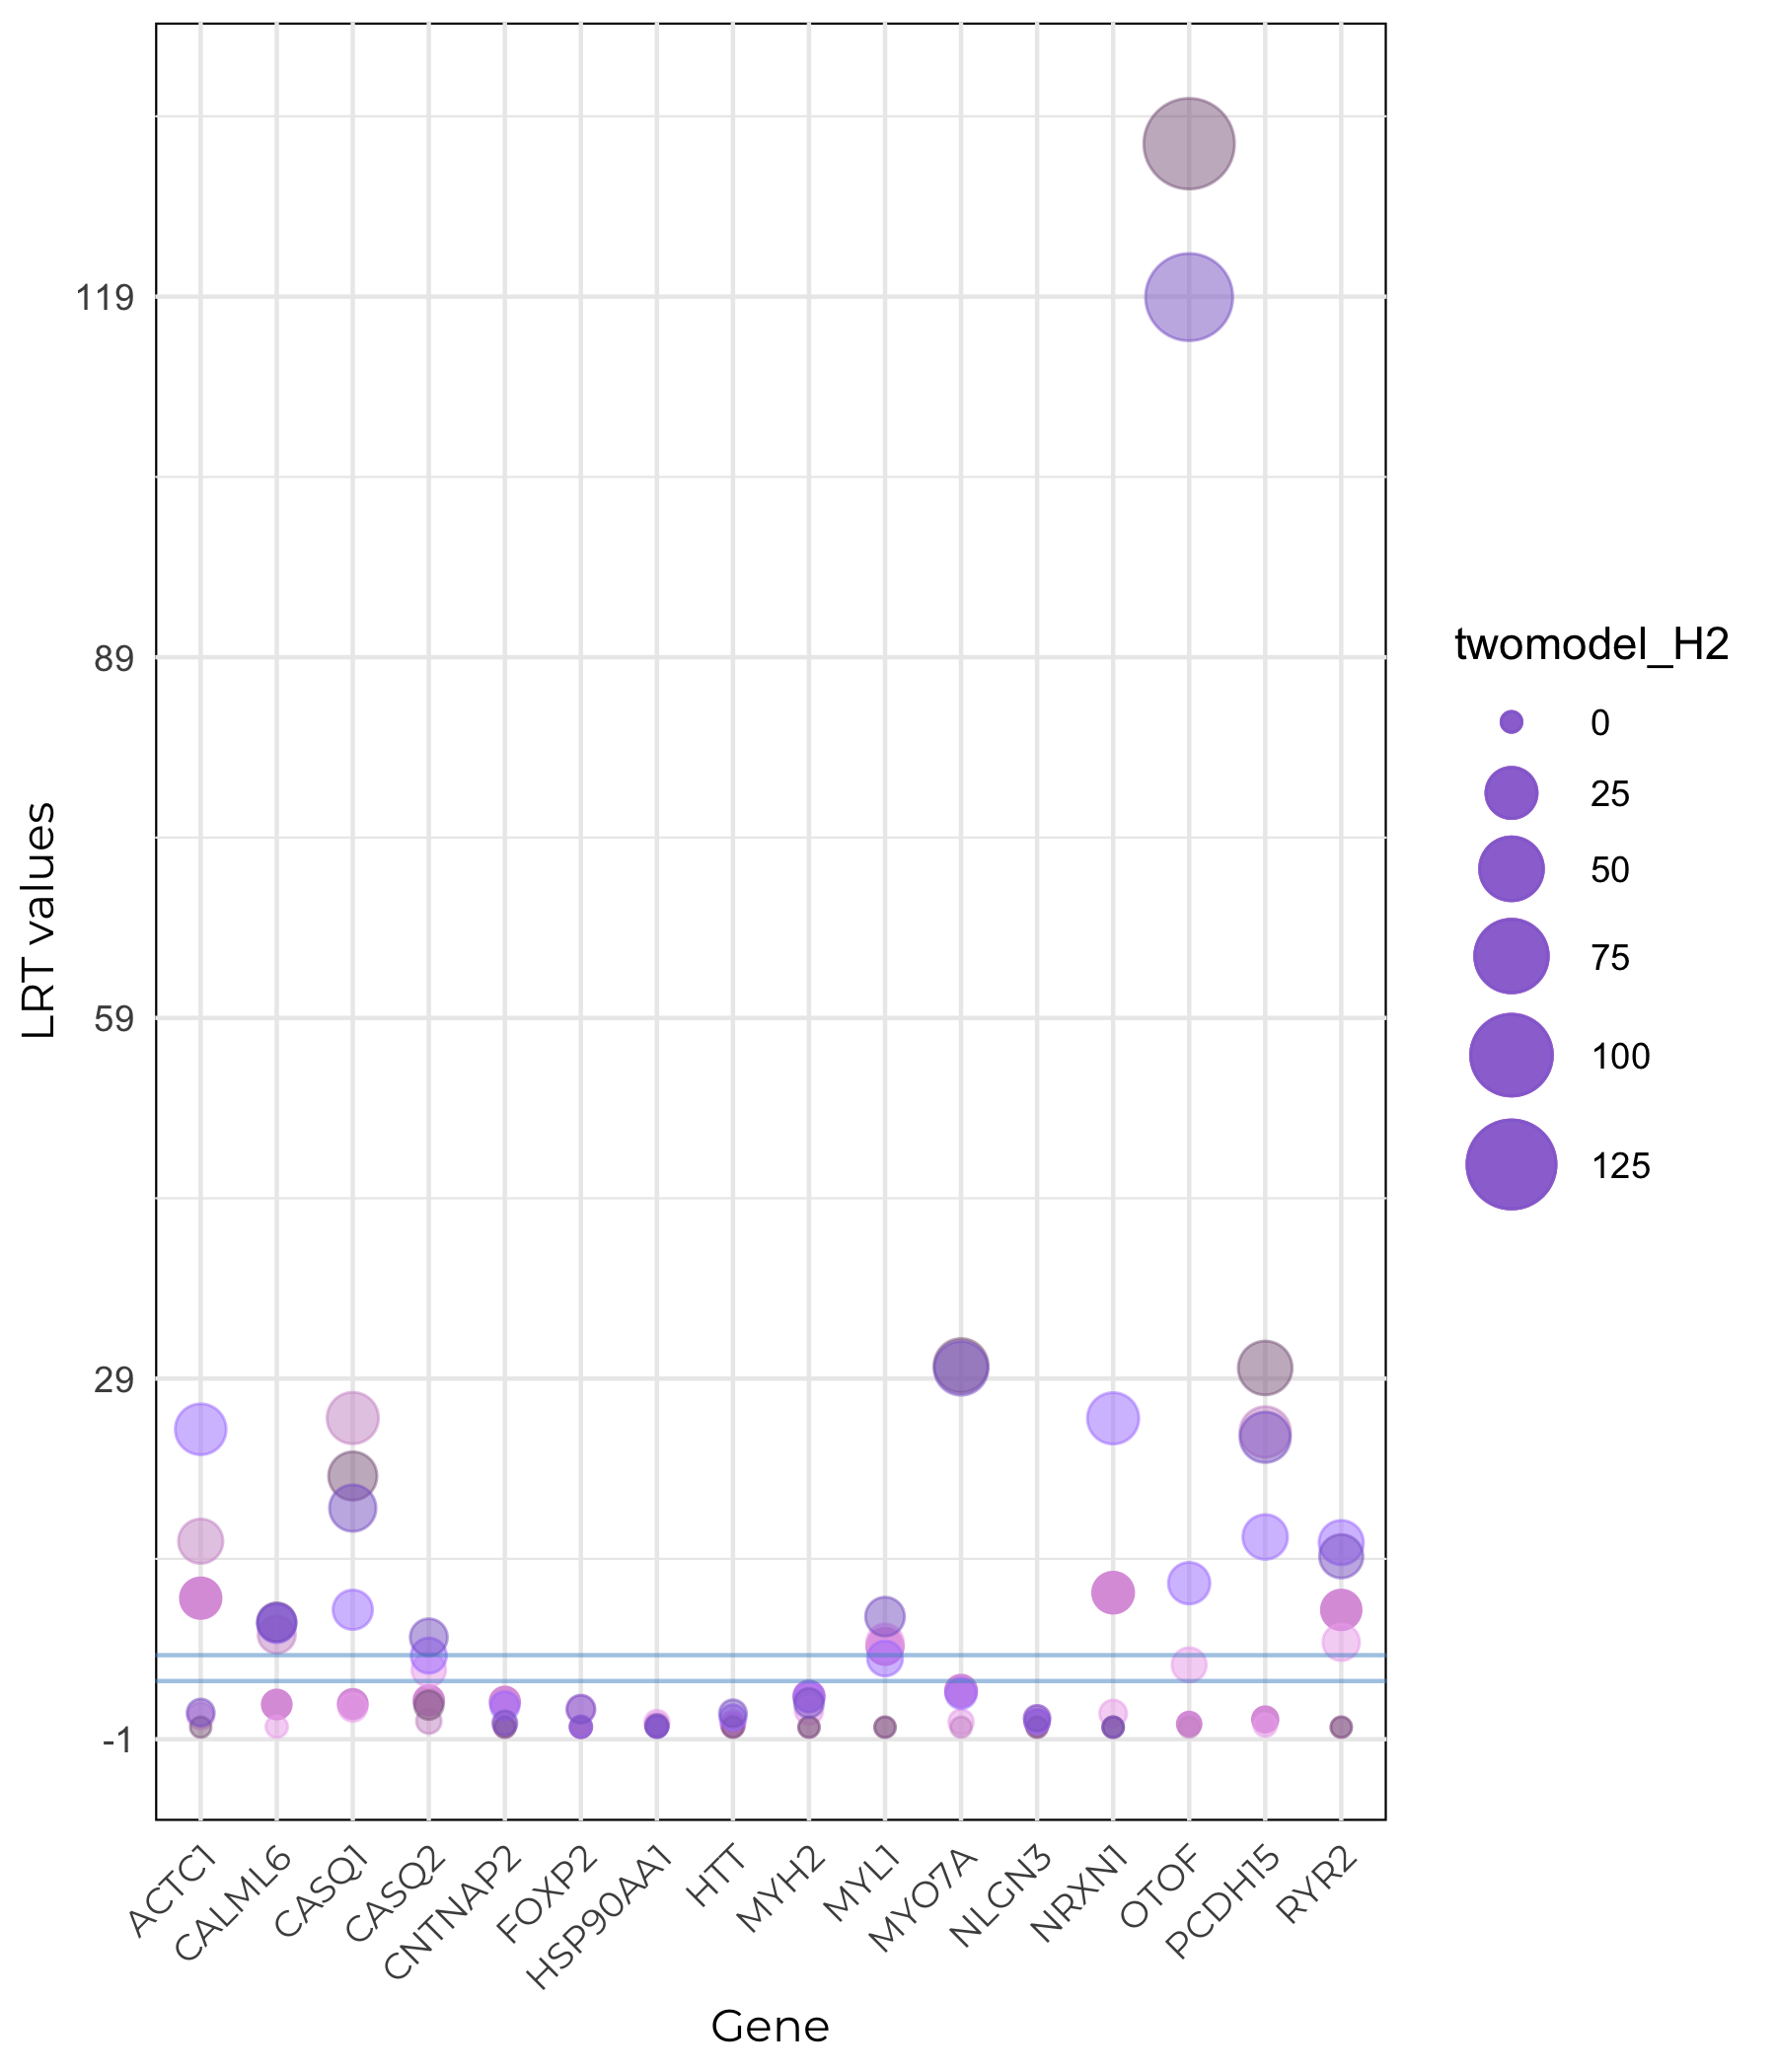 119
89
59
29
-1
LRT values
ACTC1
CALML6
CASQ1
CASQ2
CNTNAP2
FOXP2
HSP90AA1
HTT
MYH2
MYL1
MYO7A
NLGN3
NRXN1
OTOF
PCDH15
RYR2
Gene
twomodel_H2
0
25
50
75
100
125